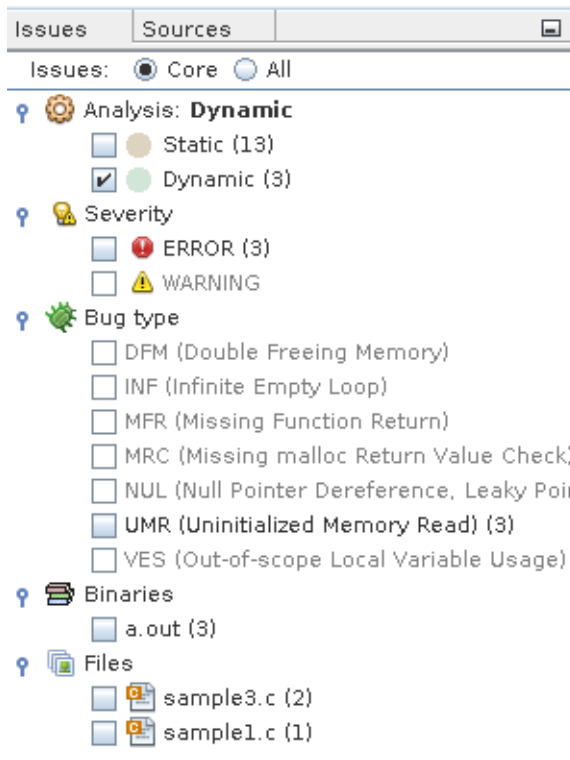 Issues Sources
Issues: Core All
Analysis: Dynamic
Static (13)
Dynamic (3)
Severity
ERROR (3)
WARNING
Bug type
DFM (Double Freeing Memory)
INF (Infinite Empty Loop)
MFR (Missing Function Return)
MRC (Missing malloc Return Value Check)
NUL (Null Pointer Dereference, Leaky Poi
UMR (Uninitialized Memory Read) (3)
VES (Out-of-scope Local Variable Usage)
Binaries
a.out (3)
Files
sample3.c (2)
sample1.c (1)